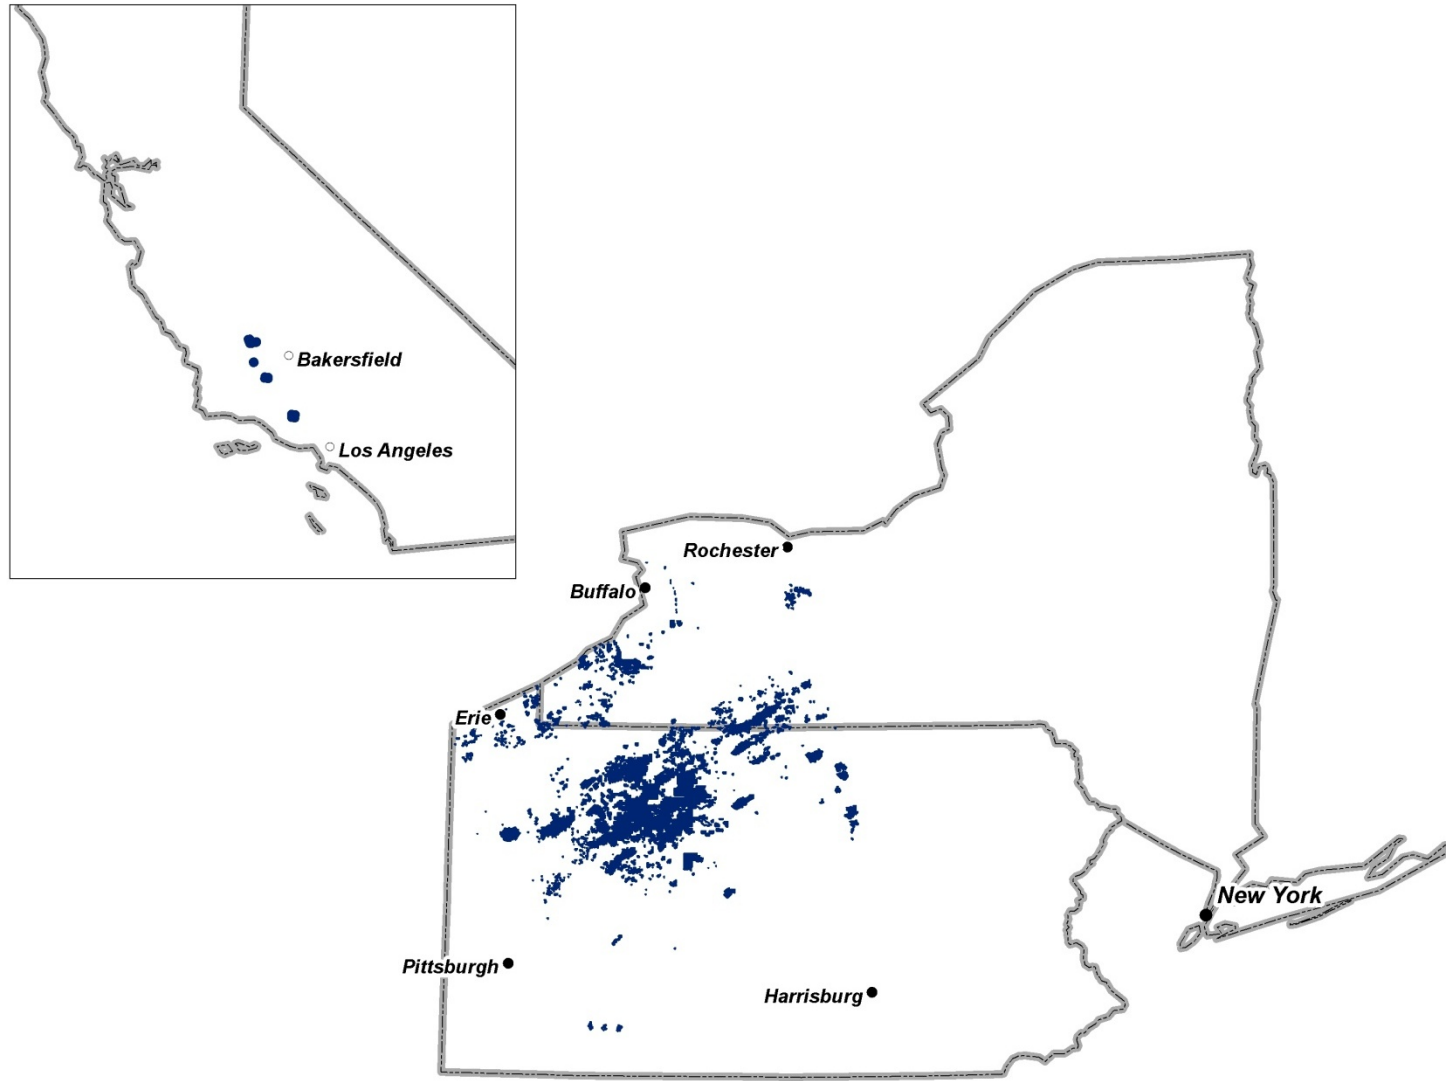 Bakersfield
Los Angeles
Rochester
Buffalo
Erie
New York
Pittsburgh
Harrisburg